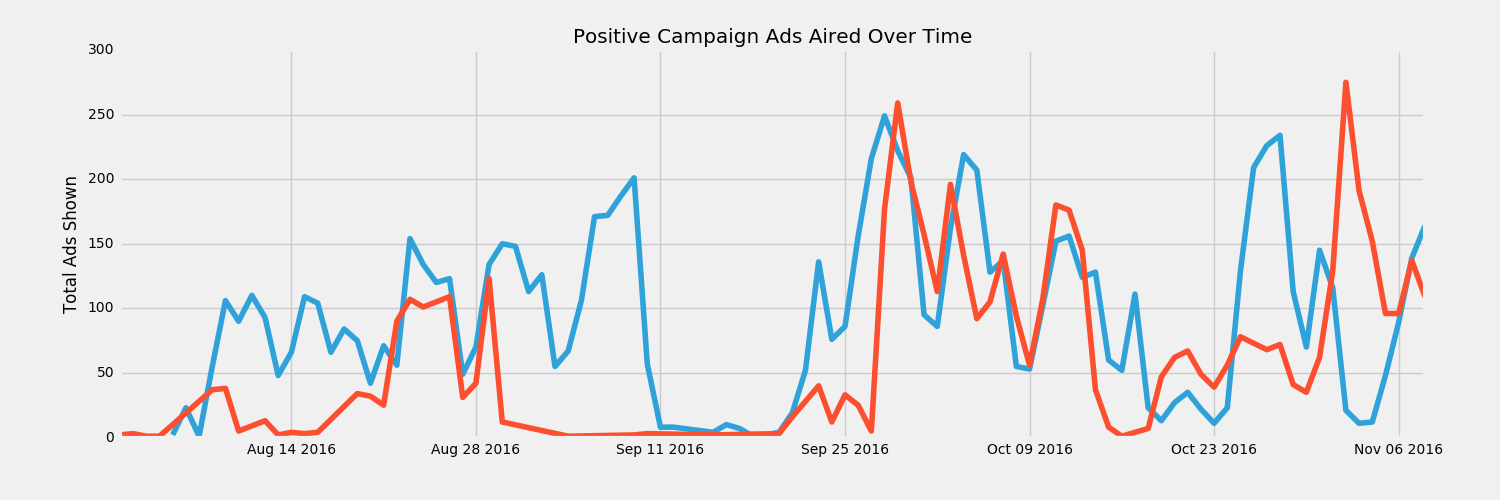 Positive Campaign Ads Aired Over Time
Total Ads Shown
300
250
200
150
100
50
0
Aug 14 2016
Aug 28 2016
Sep 11 2016
Sep 25 2016
Oct 09 2016
Oct 23 2016
Nov 06 2016